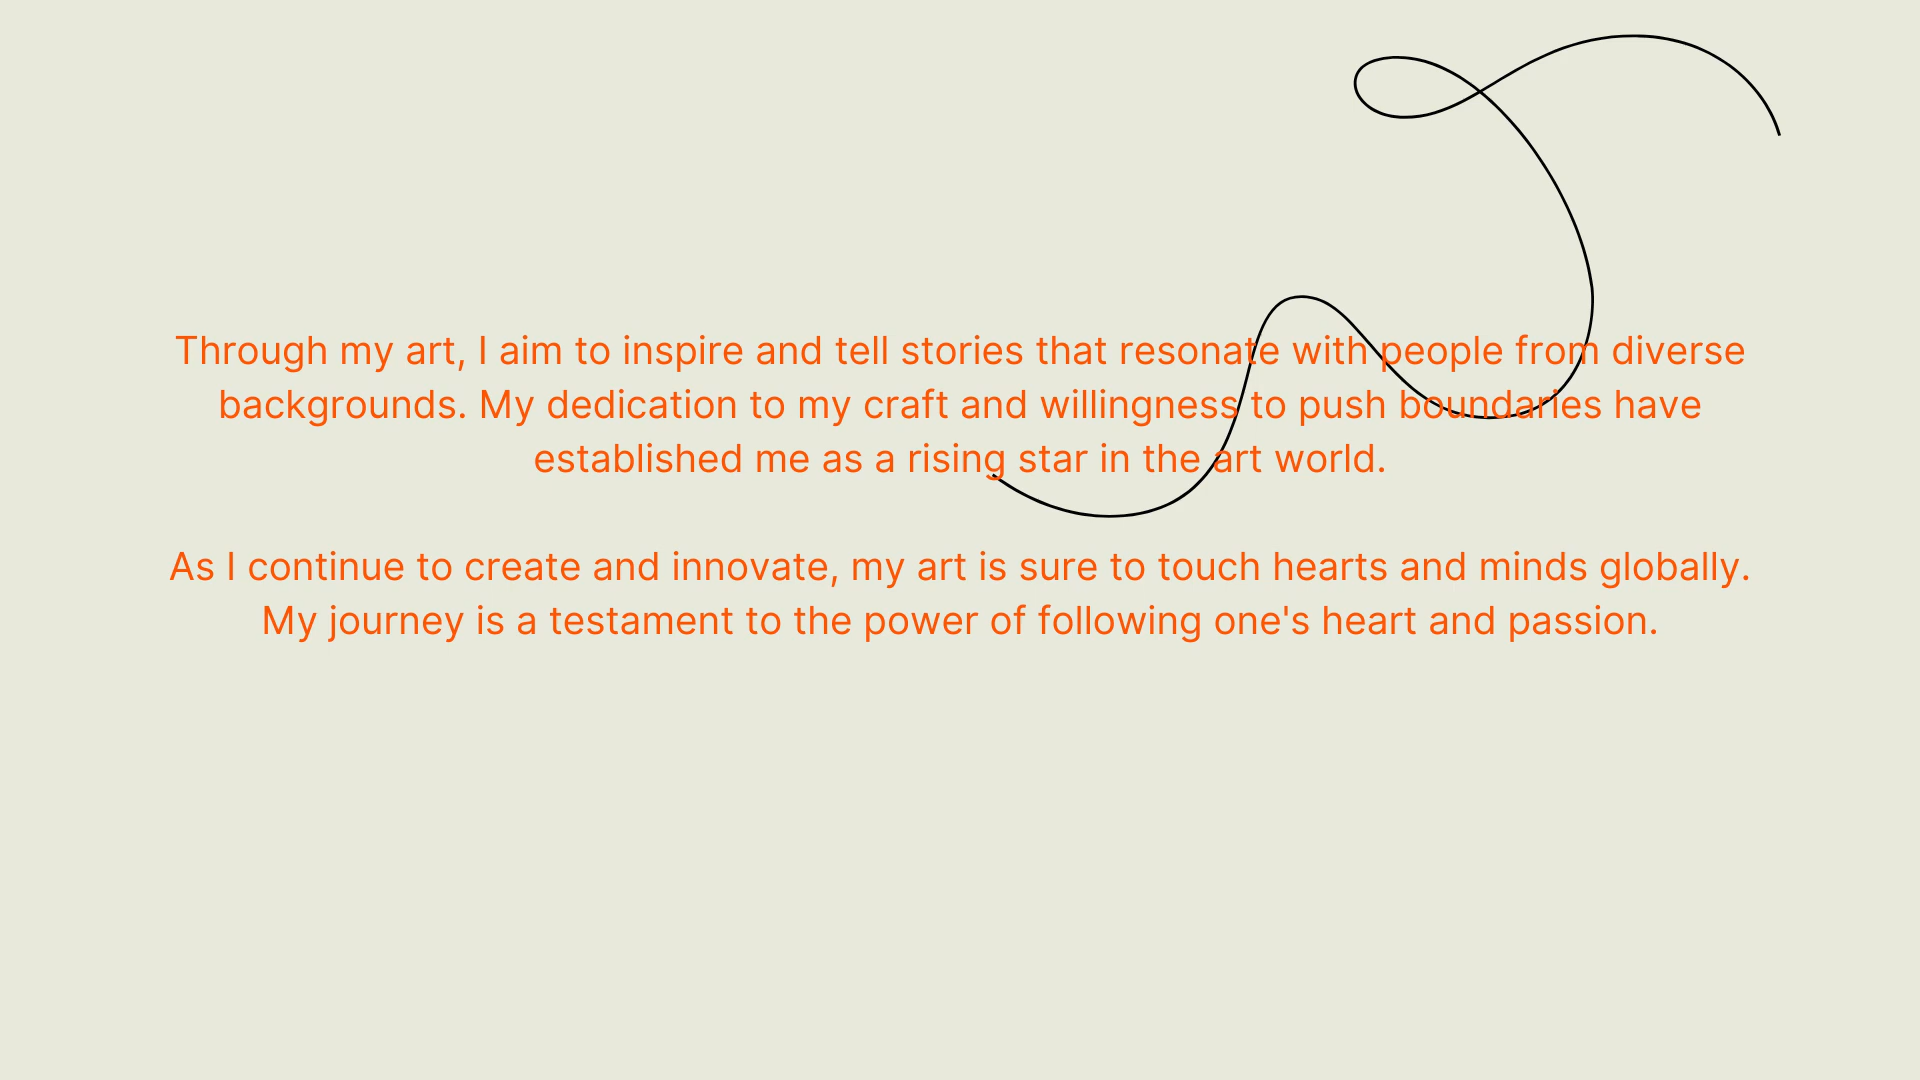 Through my art, I aim to inspire and tell stories that resonate with people from diverse
backgrounds. My dedication to my craft and willingness to push boundaries have
established me as a rising star in the art world.
As I continue to create and innovate, my art is sure to touch hearts and minds globally.
My journey is a testament to the power of following one's heart and passion.